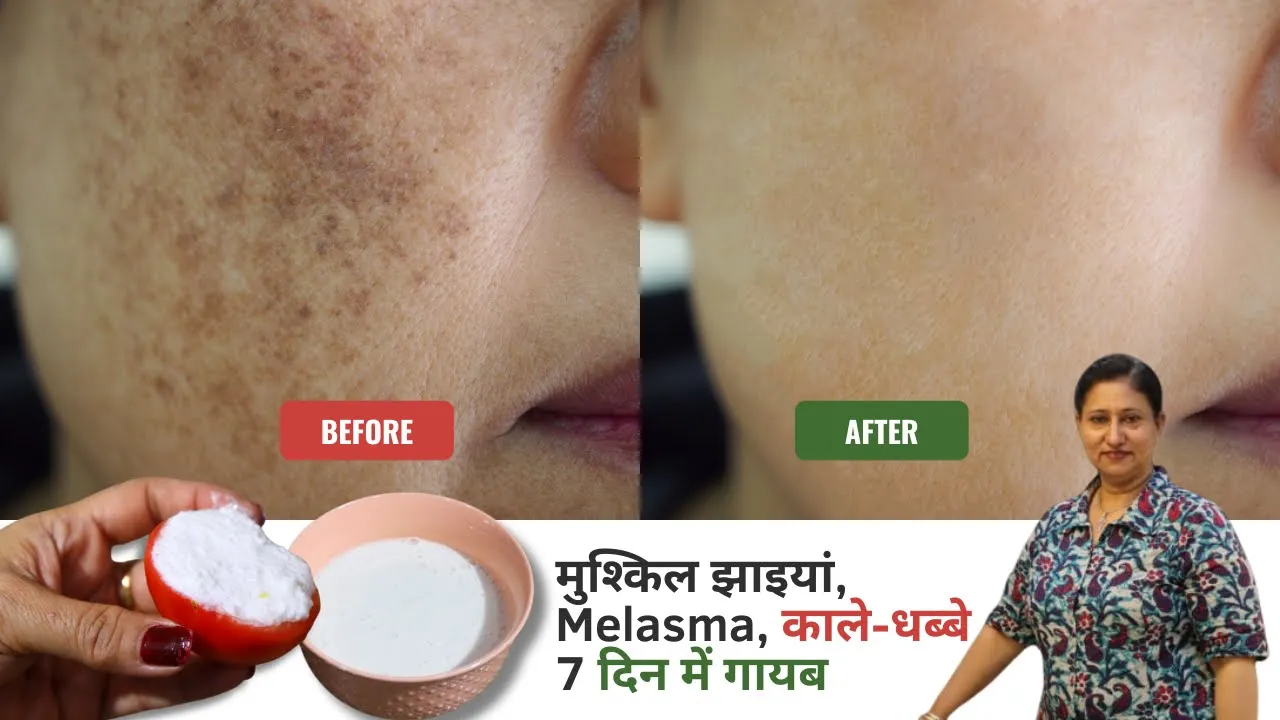 BEFORE
AFTER
मुश्किल झाइयां,
Melasma, काले-धब्बे
7 दिन में गायब